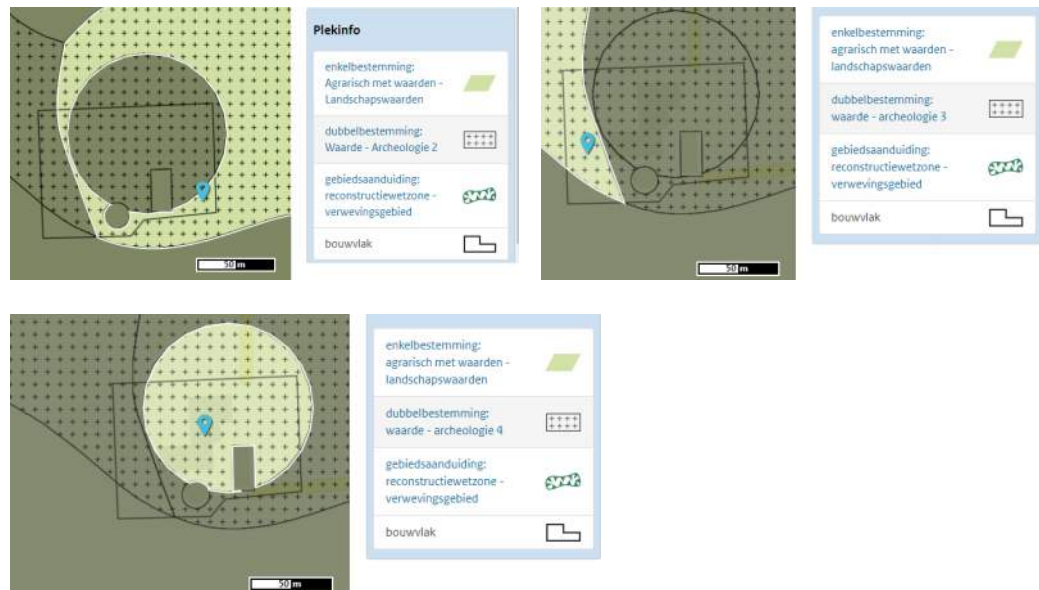 Plekinfo
enkelbestemming:
Agrarisch met waarden -
Landschapswaarden
dubbelbestemming:
Waarde - Archeologie 2
gebiedsaanduiding:
reconstructiewetzone -
verwevingsgebied
bouwvlak
50 m
enkelbestemming:
agrarisch met waarden -
landschapswaarden
dubbelbestemming:
waarde - archeologie 3
gebiedsaanduiding:
reconstructiewetzone -
verwevingsgebied
bouwvlak
50 m
enkelbestemming:
agrarisch met waarden -
landschapswaarden
dubbelbestemming:
waarde - archeologie 4
gebiedsaanduiding:
reconstructiewetzone -
verwevingsgebied
bouwvlak
50 m